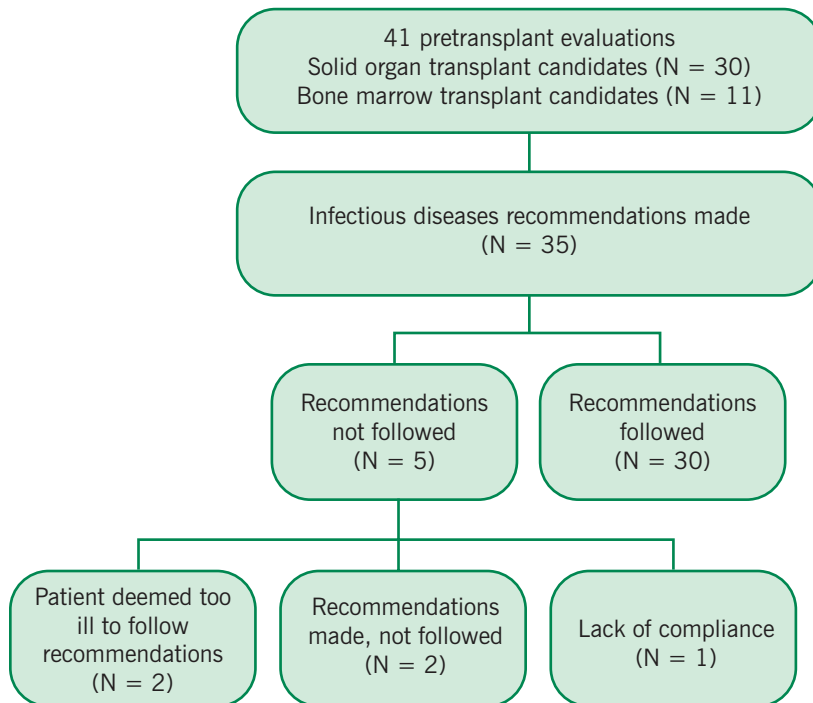 41 pretransplant evaluations
Solid organ transplant candidates (N = 30)
Bone marrow transplant candidates (N = 11)
Infectious diseases recommendations made
(N = 35)
Recommendations
not followed
(N = 5)
Recommendations
followed
(N = 30)
Patient deemed too
ill to follow
recommendations
(N = 2)
Recommendations
made, not followed
(N = 2)
Lack of compliance
(N = 1)